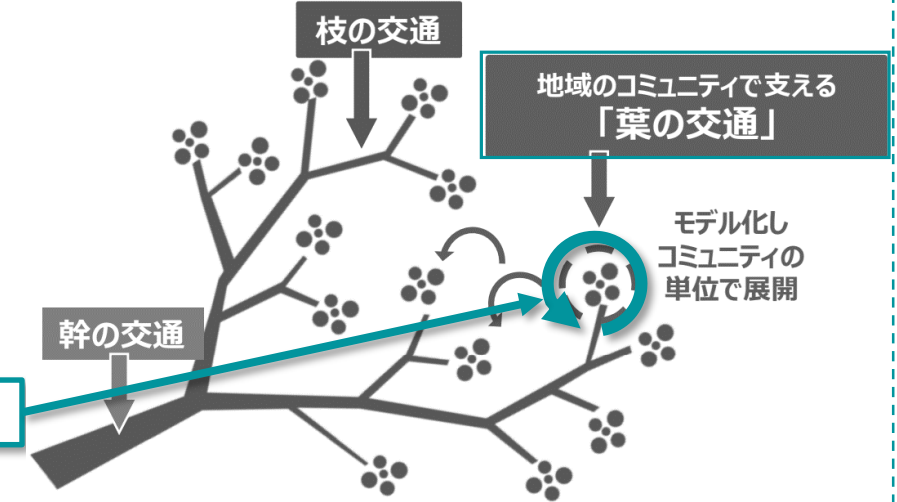 枝の交通
地域のコミュニティで支える
「葉の交通」
モデル化し
コミュニティの
単位で展開
幹の交通